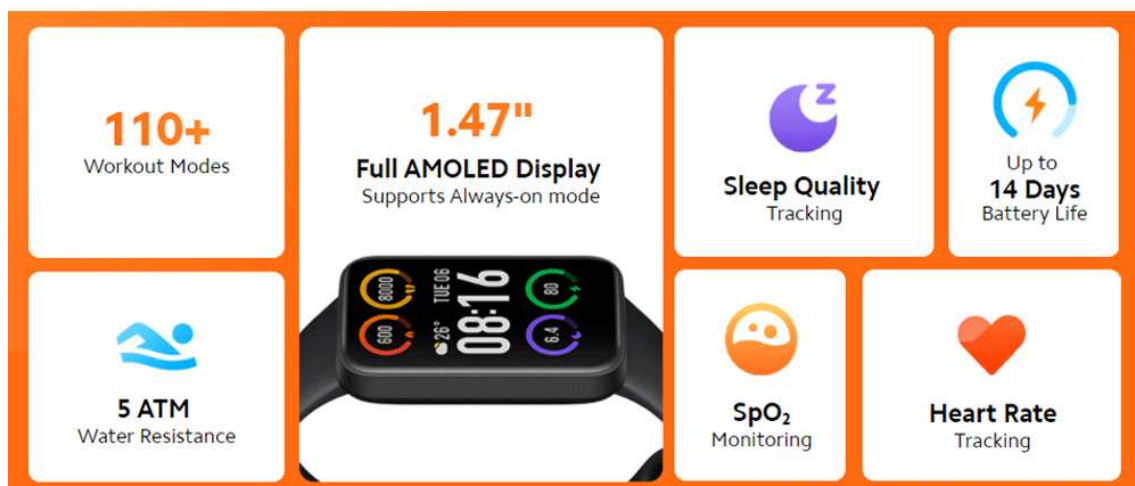 110+
Workout Modes
1.47"
Full AMOLED Display
Supports Always-on mode
Z
Sleep Quality
Tracking
Up to
14 Days
Battery Life
5 ATM
Water Resistance
8000
600
TUE 06
26°
08:16
80
6.4
SpO₂
Monitoring
Heart Rate
Tracking